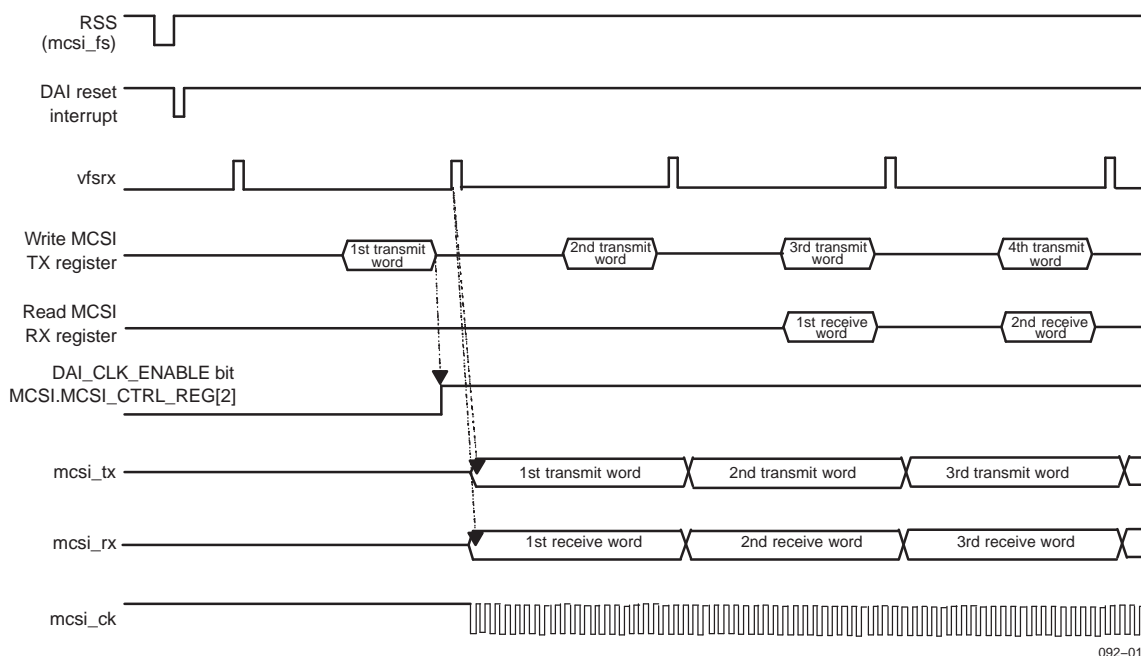 RSS
(mcsi_fs)
DAI reset
interrupt
vfsrx
Write MCSI
TX register
1st transmit
word
2nd transmit
word
3rd transmit
word
4th transmit
word
Read MCSI
RX register
1st receive
word
2nd receive
word
DAI_CLK_ENABLE bit
MCSI.MCSI_CTRL_REG[2]
mcsi_tx
1st transmit word
2nd transmit word
3rd transmit word
mcsi_rx
1st receive word
2nd receive word
3rd receive word
mcsi_ck
092–01